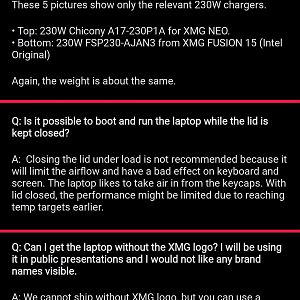 These 5 pictures show only the relevant 230W chargers.
• Top: 230W Chicony A17-230P1A for XMG NEO.
• Bottom: 230W FSP230-AJAN3 from XMG FUSION 15 (Intel
Original)
Again, the weight is about the same.
Q: Is it possible to boot and run the laptop while the lid is
kept closed?
A:  Closing the lid under load is not recommended because it
will limit the airflow and have a bad effect on keyboard and
screen. The laptop likes to take air in from the keycaps. With
lid closed, the performance might be limited due to reaching
temp targets earlier.
Q: Can I get the laptop without the XMG logo? I will be using
it in public presentations and I would not like any brand
names visible.
A: We cannot ship without XMG logo, but you can use a